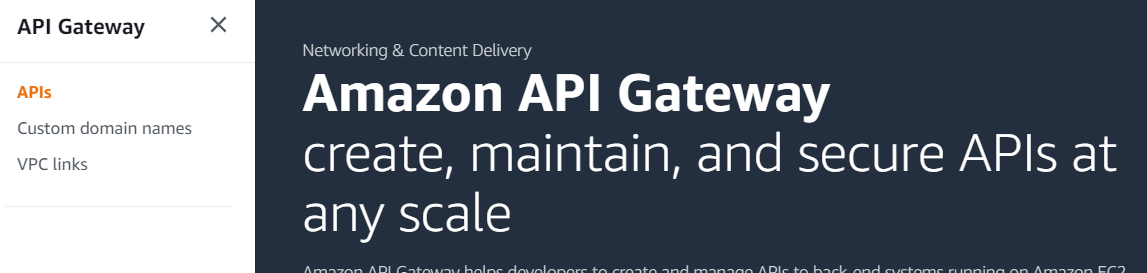 API Gateway
APIs
Custom domain names
VPC links
Networking & Content Delivery
Amazon API Gateway
create, maintain, and secure APIs at
any scale
Amazon API Gateway helps developers to create and manage APIs to back-end systems running on Amazon EC2,